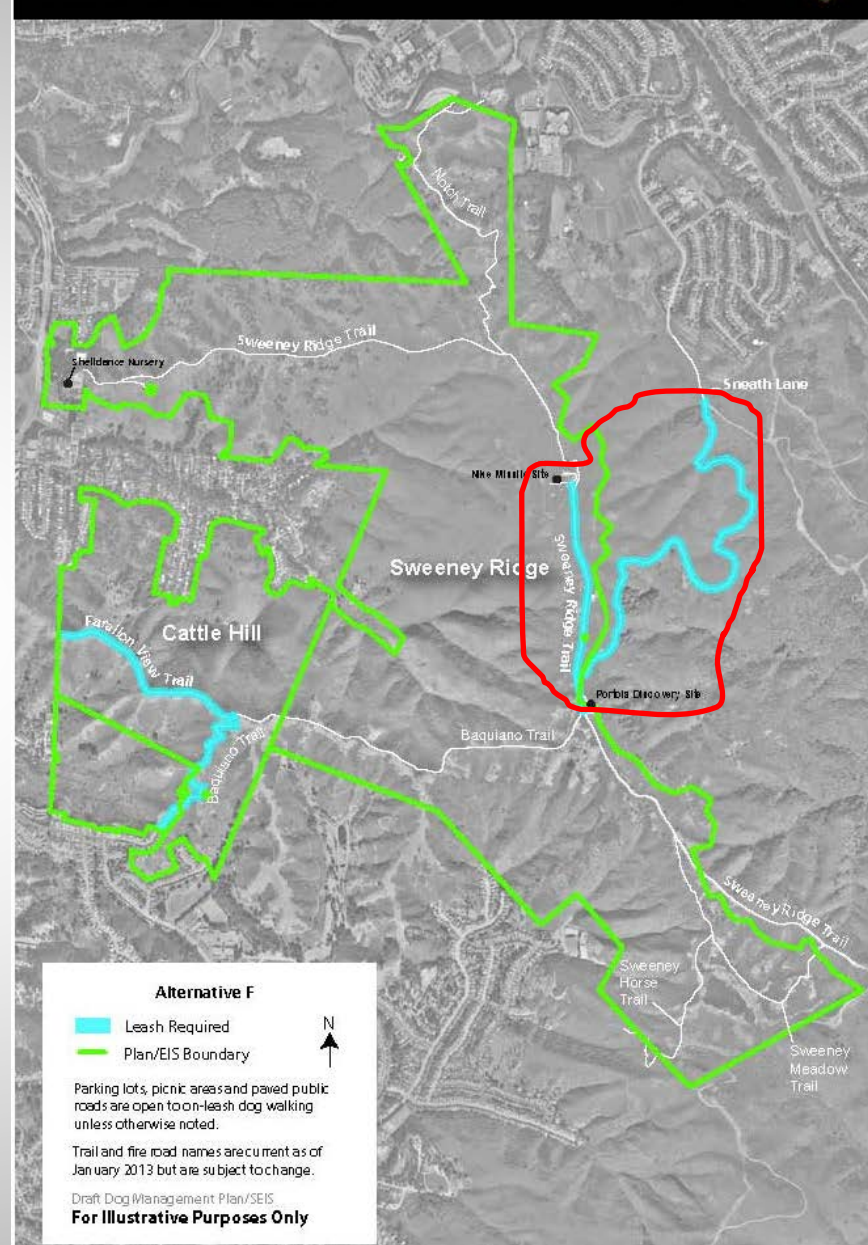 Notch Trail
Sweeney Ridge Trail
Shelldance Nursery
Sneath Lane
Nike Missile Site
Sweeney Ridge
Sweeney Ridge Trail
Cattle Hill
Farallon View Trail
Portola Discovery Site
Baquiano Trail
Baquiano Trail
Sweeney Ridge Trail
Sweeney
Horse
Trail
Sweeney
Meadow
Trail
Alternative F
Leash Required
Plan/EIS Boundary
N
Parking lots, picnic areas and paved public
roads are open to on-leash dog walking
unless otherwise noted.
Trail and fire road names are current as of
January 2013 but are subject to change.
Draft Dog Management Plan/SEIS
For Illustrative Purposes Only